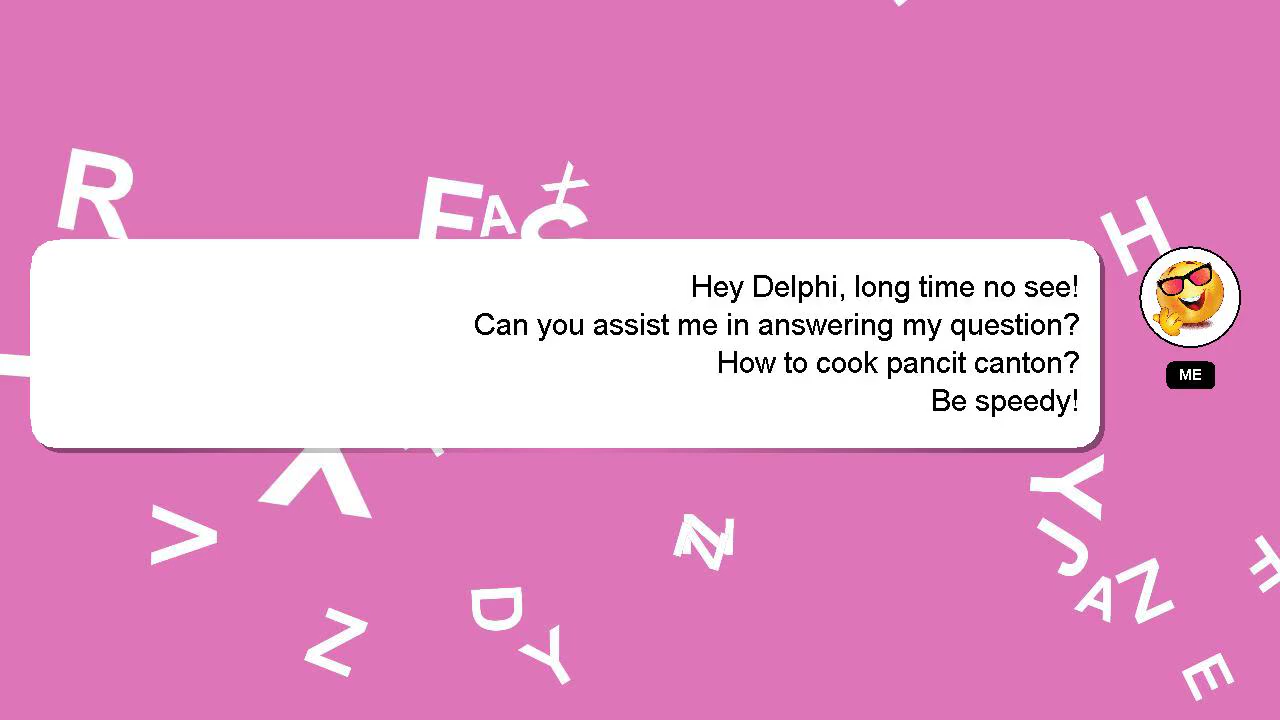 Hey Delphi, long time no see!
Can you assist me in answering my question?
How to cook pancit canton?
Be speedy!
ME
R
F
A
X
H
X
Y
J
A
Z
F
V
N
Z
D
Y
E